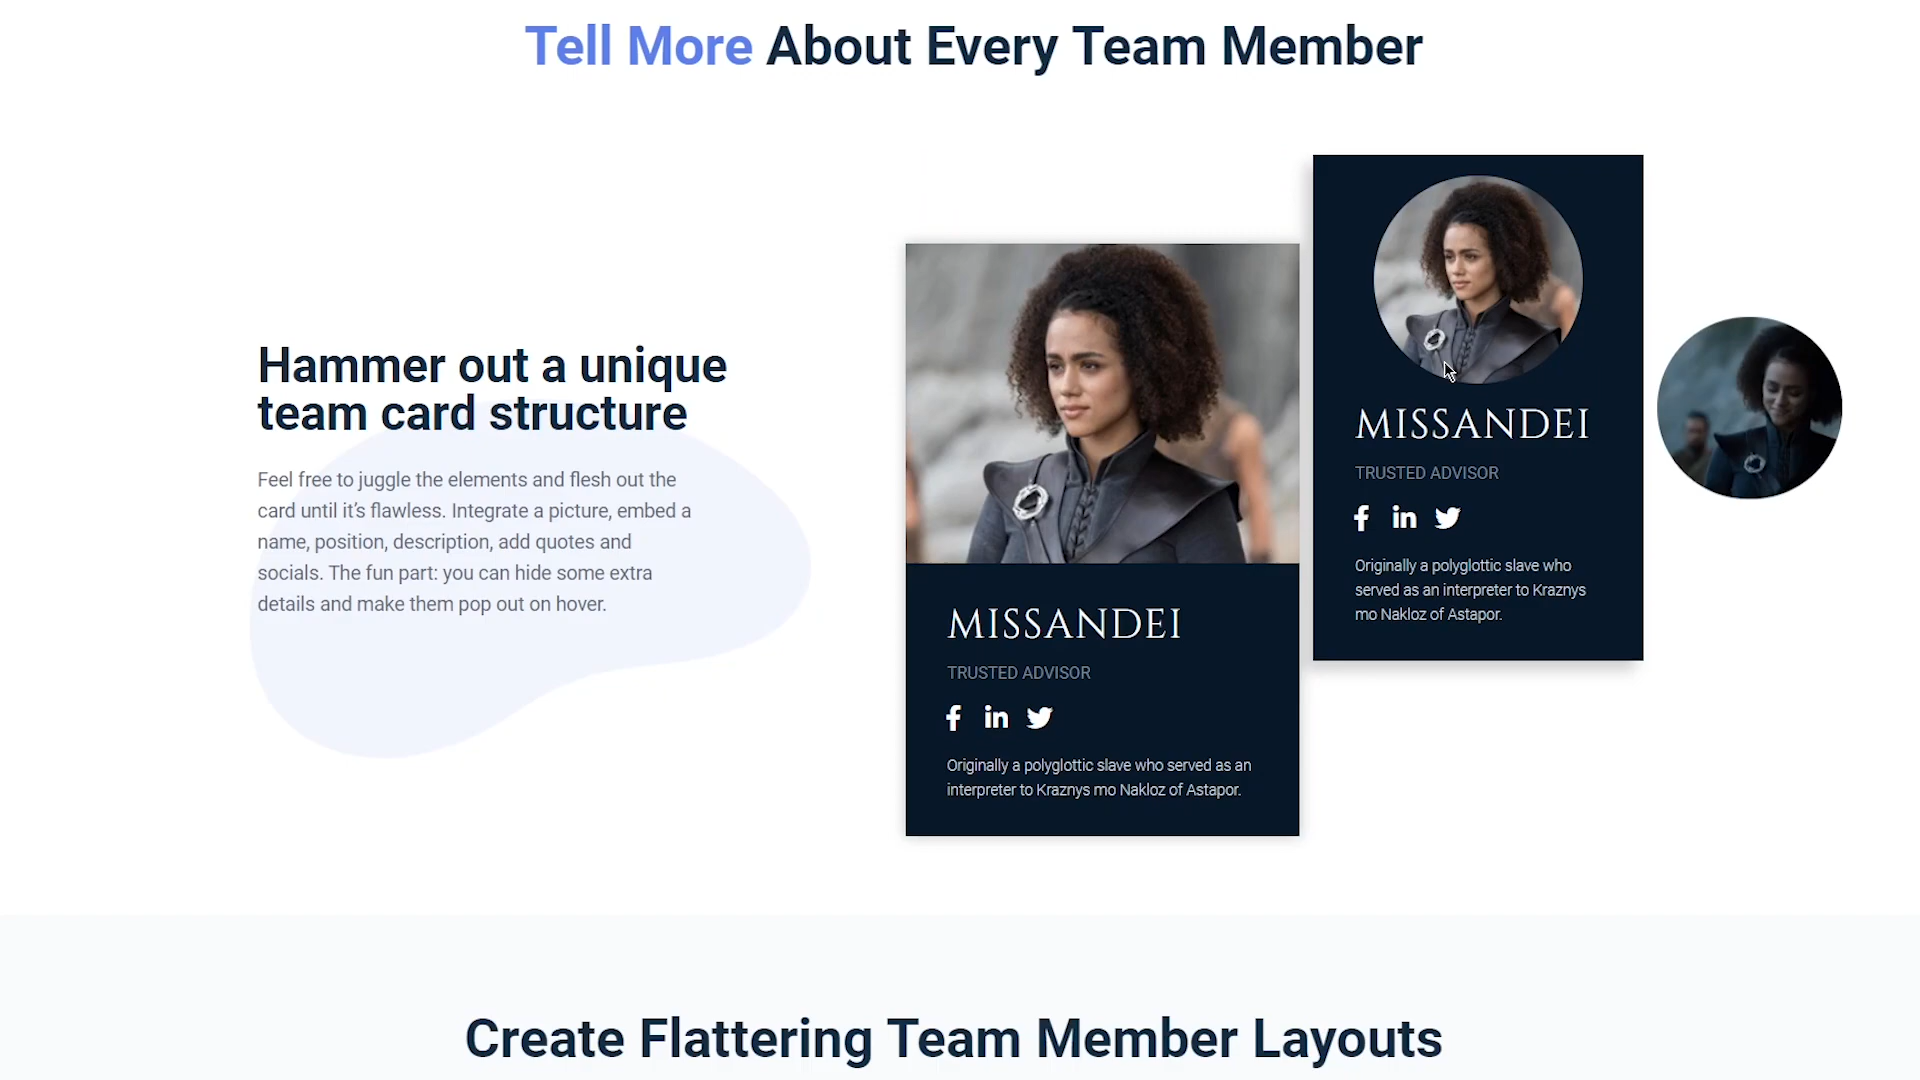 Tell More About Every Team Member
Hammer out a unique
team card structure
Feel free to juggle the elements and flesh out the
card until it’s flawless. Integrate a picture, embed a
name, position, description, add quotes and
socials. The fun part: you can hide some extra
details and make them pop out on hover.
MISSANDEI
TRUSTED ADVISOR
Originally a polyglottic slave who served as an
interpreter to Kraznys mo Nakloz of Astapor.
MISSANDEI
TRUSTED ADVISOR
Originally a polyglottic slave who
served as an interpreter to Kraznys
mo Nakloz of Astapor.
Create Flattering Team Member Layouts